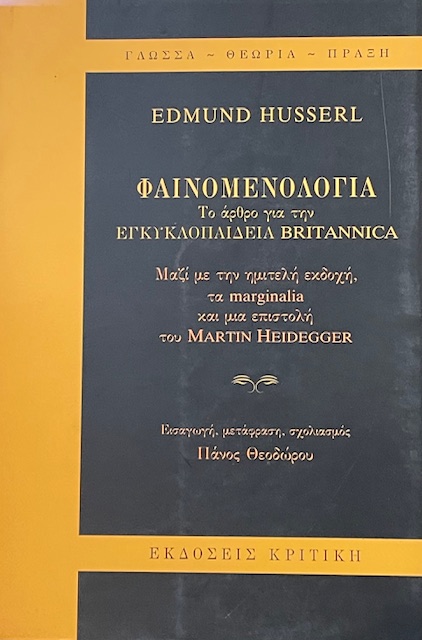 ΓΛΩΣΣΑ ~ ΘΕΩΡΙΑ ~ ΠΡΑΞΗ
EDMUND HUSSERL
ΦΑΙΝΟΜΕΝΟΛΟΓΙΑ
Το άρθρο για την
ΕΓΚΥΚΛΟΠΑΙΔΕΙΑ BRITANNICA
Μαζί με την ημιτελή εκδοχή,
τα marginalia
και μια επιστολή
του MARTIN HEIDEGGER
Εισαγωγή, μετάφραση, σχολιασμός
Πάνος Θεοδώρου
ΕΚΔΟΣΕΙΣ ΚΡΙΤΙΚΗ